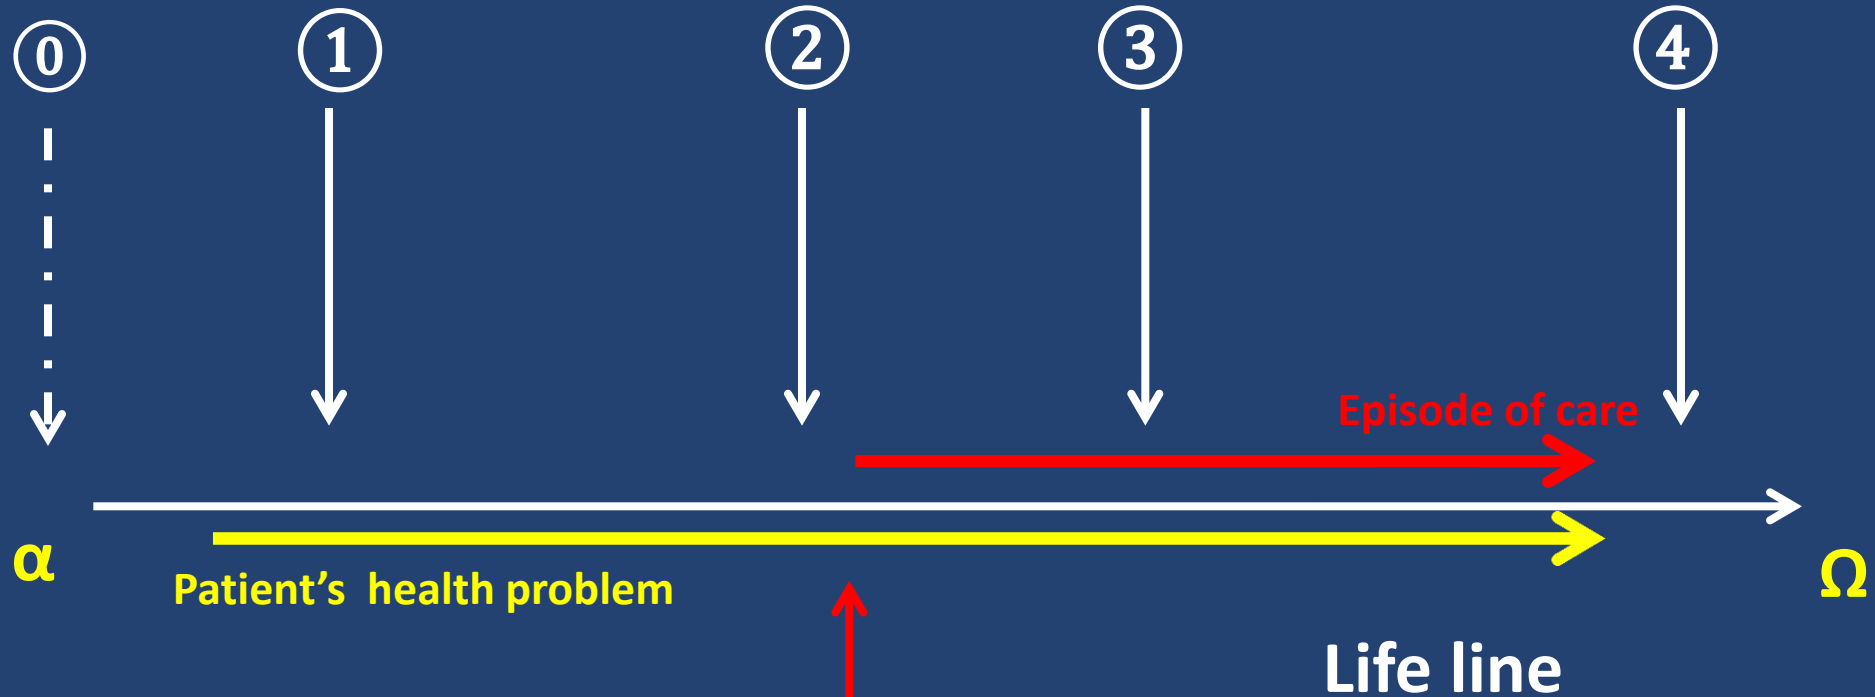 ⓪ ① ② ③ ④
Episode of care
α
Patient's  health problem
Ω
Life line